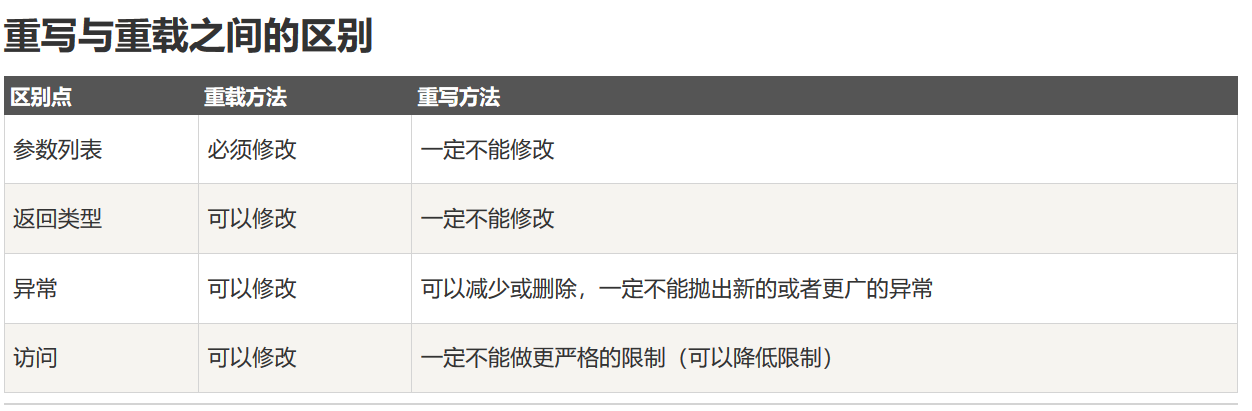 重写与重载之间的区别
区别点 重载方法 重写方法
参数列表 必须修改 一定不能修改
返回类型 可以修改 一定不能修改
异常 可以修改 可以减少或删除，一定不能抛出新的或者更广的异常
访问 可以修改 一定不能做更严格的限制（可以降低限制）